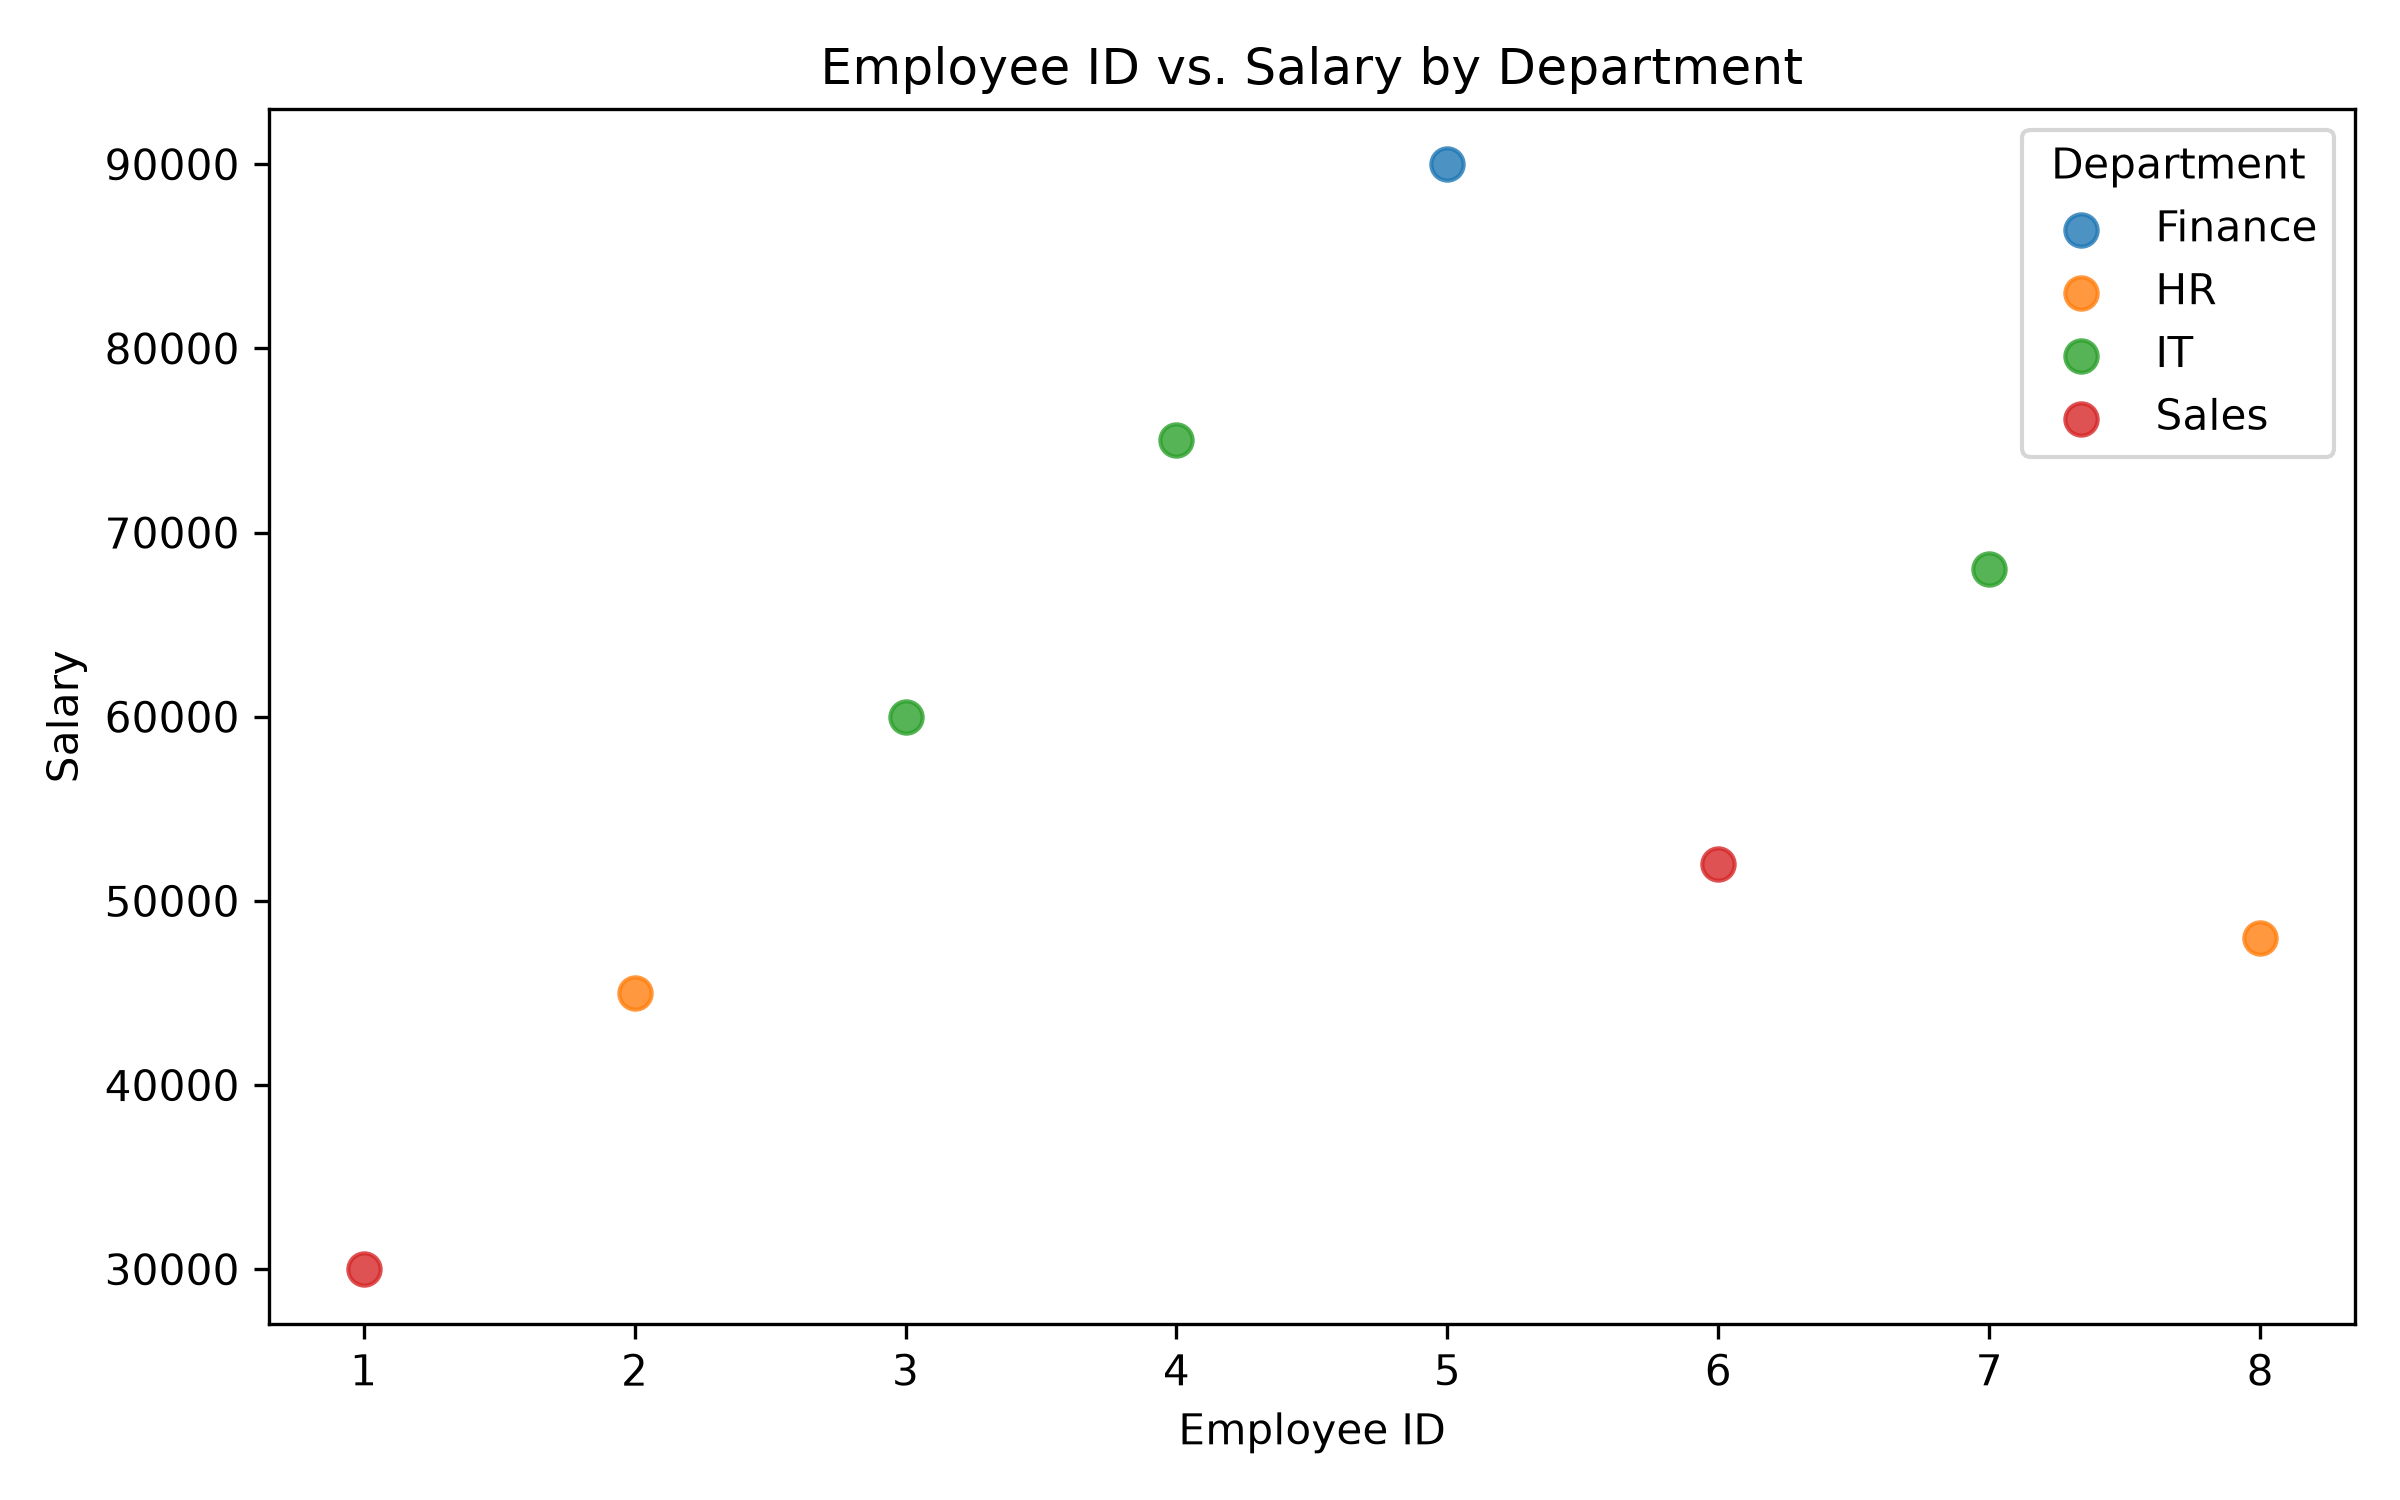 Employee ID vs. Salary by Department
Department
Finance
HR
IT
Sales
90000
80000
70000
60000
50000
40000
30000
Salary
1 2 3 4 5 6 7 8
Employee ID